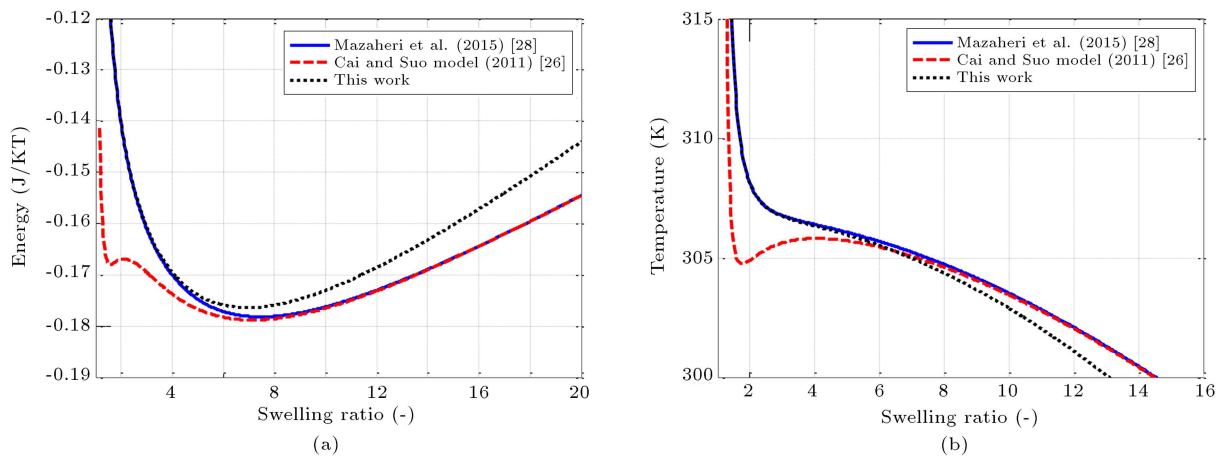 -0.12
-0.13
-0.14
-0.15
-0.16
-0.17
-0.18
-0.19
Energy (J/KT)
Mazaheri et al. (2015) [28]
Cai and Suo model (2011) [26]
This work
4 8 12 16 20
Swelling ratio (-)
(a)
315
310
305
300
Temperature (K)
Mazaheri et al. (2015) [28]
Cai and Suo model (2011) [26]
This work
2 4 6 8 10 12 14 16
Swelling ratio (-)
(b)